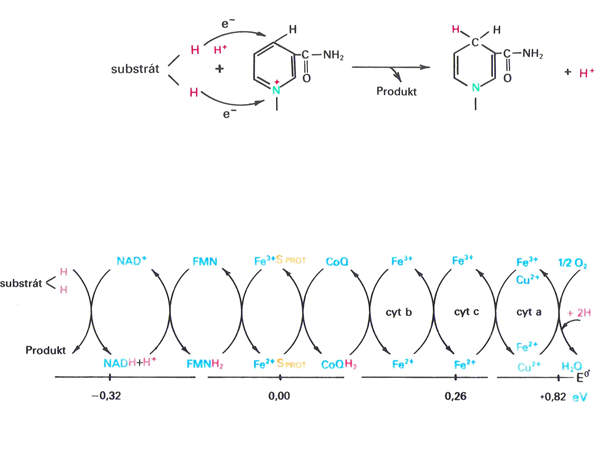 e⁻
H
H
H H⁺
substrát + C–NH₂ C–NH₂
O O
H N⁺ Produkt N + H⁺
e⁻
NAD⁺ FMN Fe³⁺S PROT CoQ Fe³⁺ Fe³⁺ Fe³⁺ 1/2 O₂
H
Cu²⁺
substrát
H
cyt b cyt c cyt a + 2H
Produkt
Fe²⁺
NADH+H⁺ FMNH₂ Fe²⁺S PROT CoQH₂ Fe²⁺ Fe²⁺ Cu²⁺ H₂O
E⁰'
−0,32 0,00 0,26 +0,82 eV